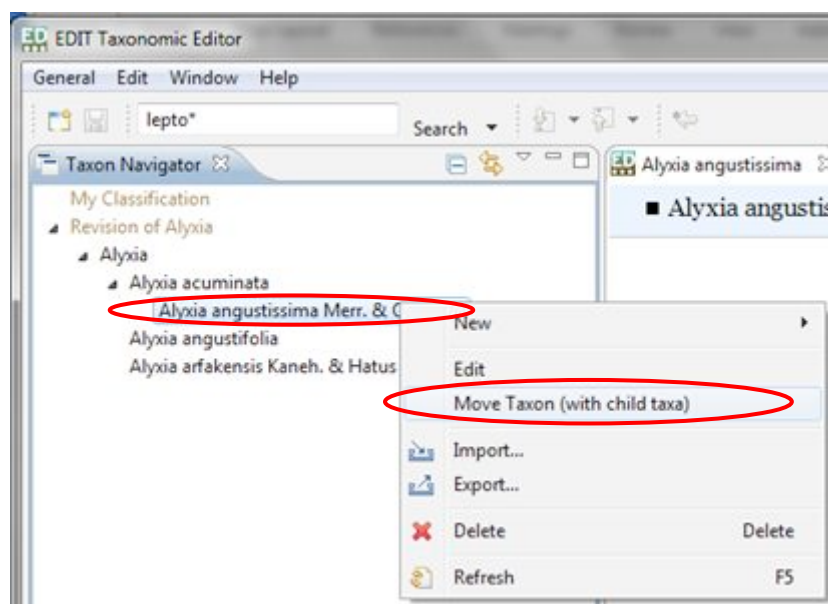 EDIT Taxonomic Editor
General Edit Window Help
lepto* Search
Taxon Navigator
Alyxia angustissima
My Classification
Alyxia angustis
Revision of Alyxia
Alyxia
Alyxia acuminata
Alyxia angustissima Merr. &
Alyxia angustifolia
Alyxia arfakensis Kaneh. & Hatus
New
Edit
Move Taxon (with child taxa)
Import...
Export...
Delete Delete
Refresh F5